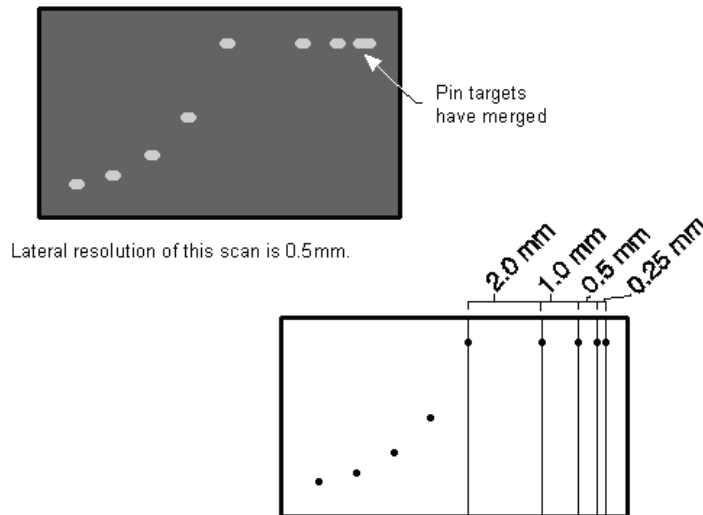 Pin targets
have merged
Lateral resolution of this scan is 0.5mm.
2.0 mm
1.0 mm
0.5 mm
0.25 mm